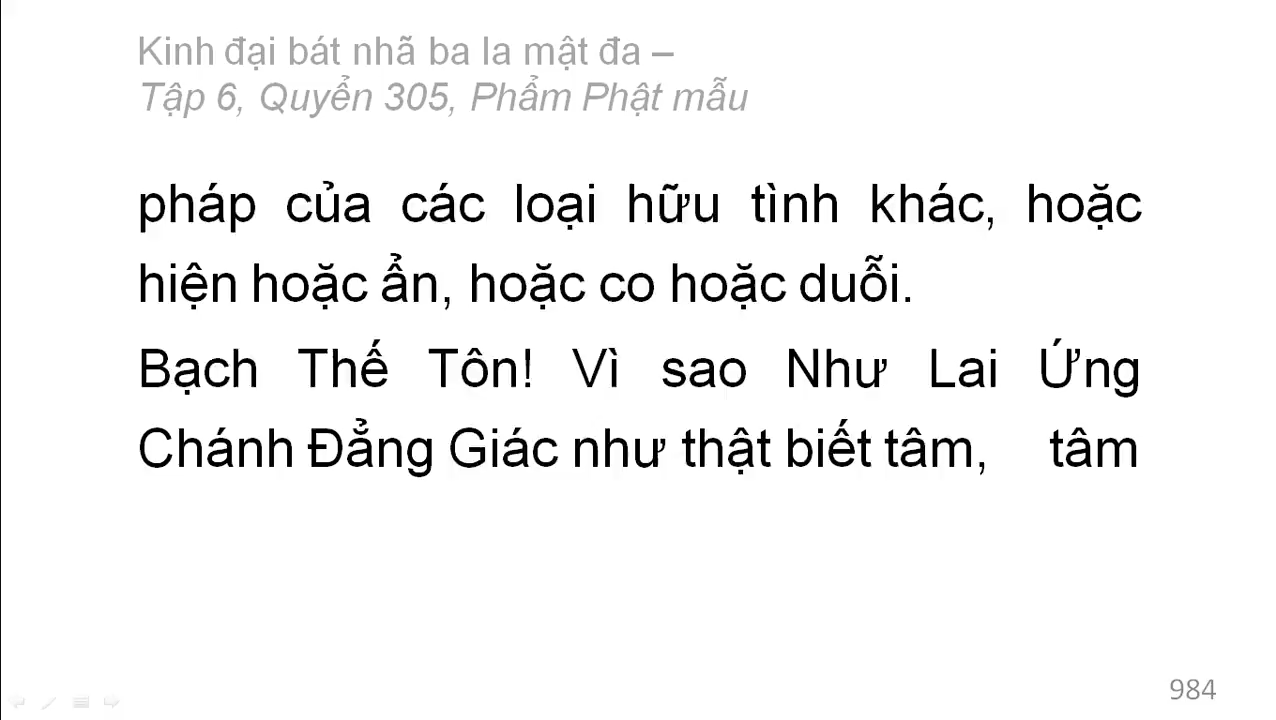 Kinh đại bát nhã ba la mật đa –
Tập 6, Quyển 305, Phẩm Phật mẫu
pháp của các loại hữu tình khác, hoặc
hiện hoặc ẩn, hoặc co hoặc duỗi.
Bạch Thế Tôn! Vì sao Như Lai Ứng
Chánh Đẳng Giác như thật biết tâm, tâm
984